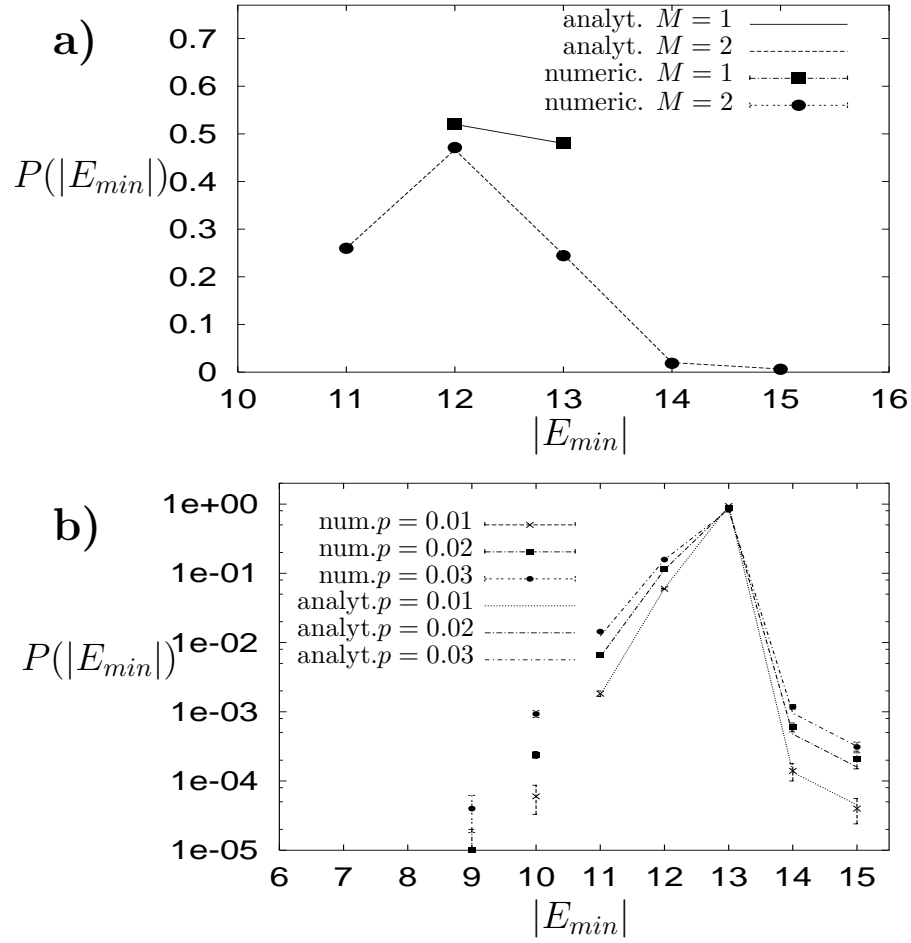 a)
analyt. M = 1
analyt. M = 2
numeric. M = 1
numeric. M = 2
0.7
0.6
0.5
0.4
0.3
0.2
0.1
0
P(|E_min|)
10 11 12 13 14 15 16
|E_min|
b)
num.p = 0.01
num.p = 0.02
num.p = 0.03
analyt.p = 0.01
analyt.p = 0.02
analyt.p = 0.03
1e+00
1e-01
1e-02
1e-03
1e-04
1e-05
P(|E_min|)
6 7 8 9 10 11 12 13 14 15
|E_min|